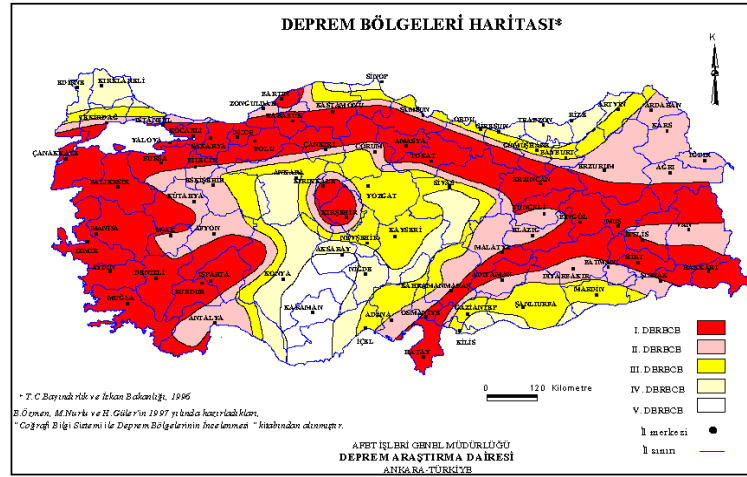 DEPREM BÖLGELERİ HARİTASI*
K
SİNOP
EDİRNE KIRKLARELİ
BARTIN
ZONGULDAK KASTAMONU
TEKİRDAĞ İSTANBUL KARABÜK SAMSUN ORDU GİRESUN TRABZON RİZE ARTVİN ARDAHAN
KOCAELİ SAKARYA DÜZCE BOLU ÇANKIRI ÇORUM AMASYA TOKAT GÜMÜŞHANE BAYBURT KARS
YALOVA
ÇANAKKALE BURSA BİLECİK ERZURUM AĞRI IĞDIR
BALIKESİR ESKİŞEHİR ANKARA KIRIKKALE YOZGAT SİVAS ERZİNCAN
KÜTAHYA
MANİSA UŞAK AFYON KIRŞEHİR KAYSERİ TUNCELİ BİNGÖL MUŞ VAN
İZMİR NEVŞEHİR ELAZIĞ BİTLİS
AKSARAY MALATYA
AYDIN DENİZLİ ISPARTA KONYA NİĞDE ADIYAMAN DİYARBAKIR BATMAN SİİRT ŞIRNAK HAKKARİ
BURDUR KAHRAMANMARAŞ MARDİN
MUĞLA KARAMAN ADANA OSMANİYE GAZİANTEP ŞANLIURFA
ANTALYA İÇEL KİLİS
HATAY
I. DERECE
II. DERECE
III. DERECE
IV. DERECE
V. DERECE
İl merkezi
İl sınırı
0 120 Kilometre
* T.C.Bayındırlık ve İskan Bakanlığı, 1996
B.Özmen, M.Nurlu ve H.Güler'in 1997 yılında hazırladıkları,
"Coğrafi Bilgi Sistemi ile Deprem Bölgelerinin İncelenmesi" kitabından alınmıştır.
AFET İŞLERİ GENEL MÜDÜRLÜĞÜ
DEPREM ARAŞTIRMA DAİRESİ
ANKARA-TÜRKİYE